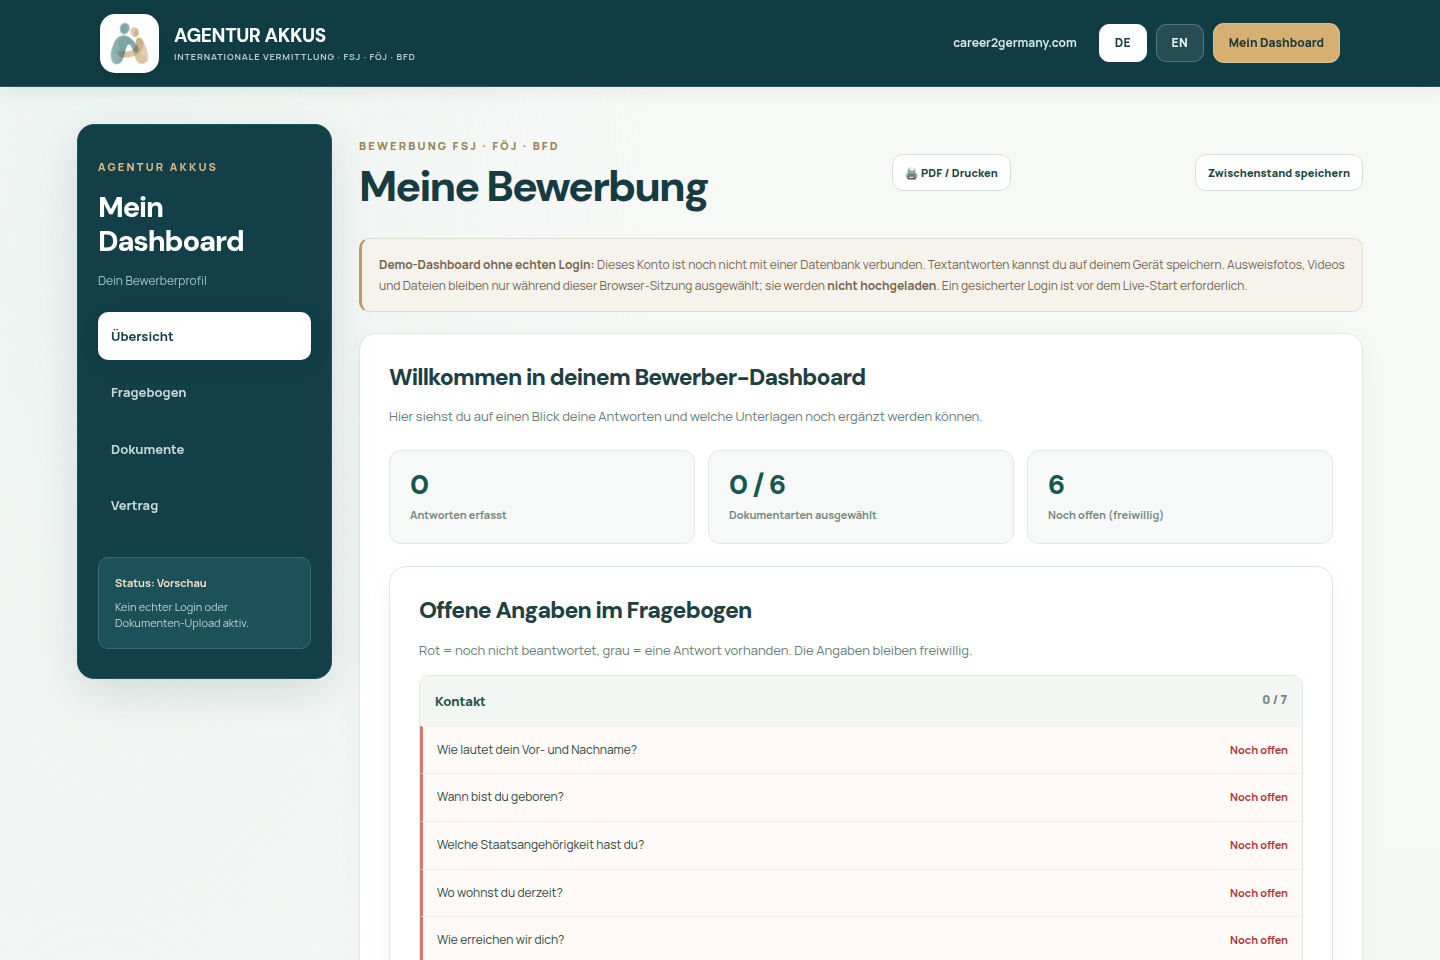 AGENTUR AKKUS
INTERNATIONALE VERMITTLUNG · FSJ · FÖJ · BFD
career2germany.com
DE
EN
Mein Dashboard
AGENTUR AKKUS
Mein
Dashboard
Dein Bewerberprofil
Übersicht
Fragebogen
Dokumente
Vertrag
Status: Vorschau
Kein echter Login oder
Dokumenten-Upload aktiv.
BEWERBUNG FSJ · FÖJ · BFD
Meine Bewerbung
PDF / Drucken
Zwischenstand speichern
Demo-Dashboard ohne echten Login: Dieses Konto ist noch nicht mit einer Datenbank verbunden. Textantworten kannst du auf deinem Gerät speichern. Ausweisfotos, Videos
und Dateien bleiben nur während dieser Browser-Sitzung ausgewählt; sie werden nicht hochgeladen. Ein gesicherter Login ist vor dem Live-Start erforderlich.
Willkommen in deinem Bewerber-Dashboard
Hier siehst du auf einen Blick deine Antworten und welche Unterlagen noch ergänzt werden können.
0
Antworten erfasst
0 / 6
Dokumentarten ausgewählt
6
Noch offen (freiwillig)
Offene Angaben im Fragebogen
Rot = noch nicht beantwortet, grau = eine Antwort vorhanden. Die Angaben bleiben freiwillig.
Kontakt 0 / 7
Wie lautet dein Vor- und Nachname? Noch offen
Wann bist du geboren? Noch offen
Welche Staatsangehörigkeit hast du? Noch offen
Wo wohnst du derzeit? Noch offen
Wie erreichen wir dich? Noch offen